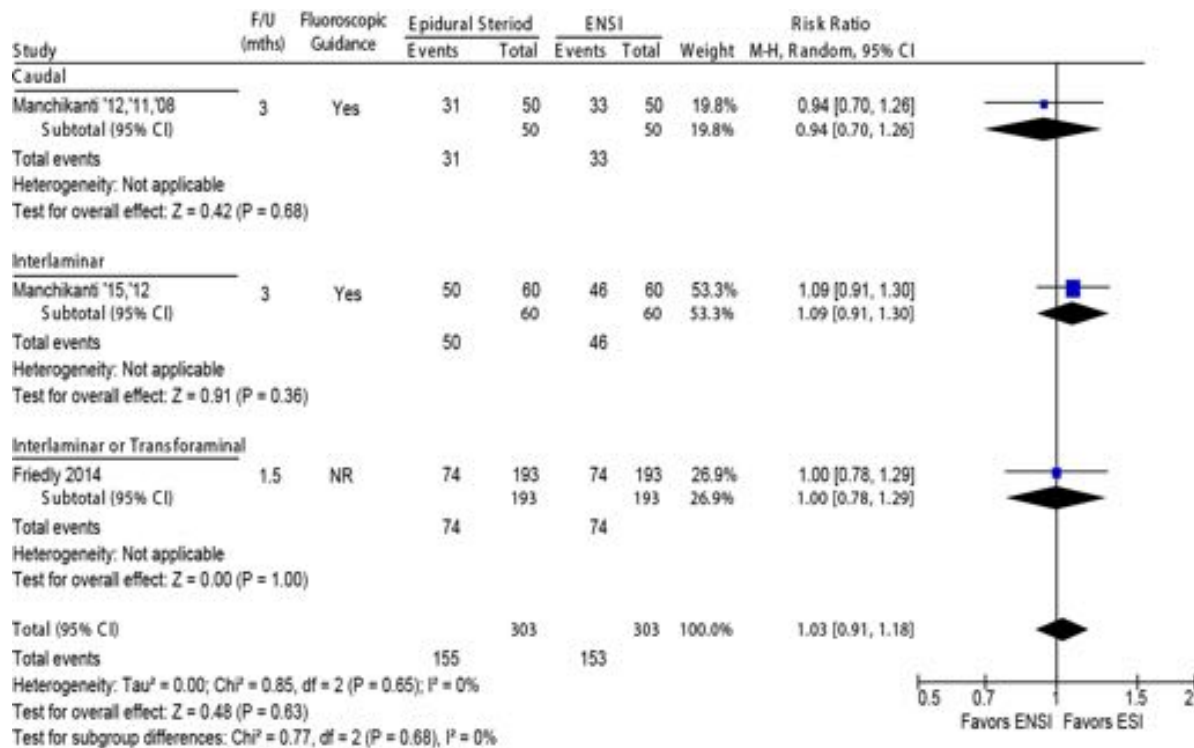 F/U Fluoroscopic Epidural Steriod ENSI Risk Ratio
Study (mths) Guidance Events Total Events Total Weight M-H, Random, 95% CI
Caudal
Manchikanti '12,'11,'08 3 Yes 31 50 33 50 19.8% 0.94 [0.70, 1.26]
Subtotal (95% CI) 50 50 19.8% 0.94 [0.70, 1.26]
Total events 31 33
Heterogeneity: Not applicable
Test for overall effect: Z = 0.42 (P = 0.68)
Interlaminar
Manchikanti '15,'12 3 Yes 50 60 46 60 53.3% 1.09 [0.91, 1.30]
Subtotal (95% CI) 60 60 53.3% 1.09 [0.91, 1.30]
Total events 50 46
Heterogeneity: Not applicable
Test for overall effect: Z = 0.91 (P = 0.36)
Interlaminar or Transforaminal
Friedly 2014 1.5 NR 74 193 74 193 26.9% 1.00 [0.78, 1.29]
Subtotal (95% CI) 193 193 26.9% 1.00 [0.78, 1.29]
Total events 74 74
Heterogeneity: Not applicable
Test for overall effect: Z = 0.00 (P = 1.00)
Total (95% CI) 303 303 100.0% 1.03 [0.91, 1.18]
Total events 155 153
Heterogeneity: Tau² = 0.00; Chi² = 0.85, df = 2 (P = 0.65); I² = 0%
Test for overall effect: Z = 0.48 (P = 0.63)
Test for subgroup differences: Chi² = 0.77, df = 2 (P = 0.68), I² = 0%
0.5 0.7 1 1.5 2
Favors ENSI Favors ESI